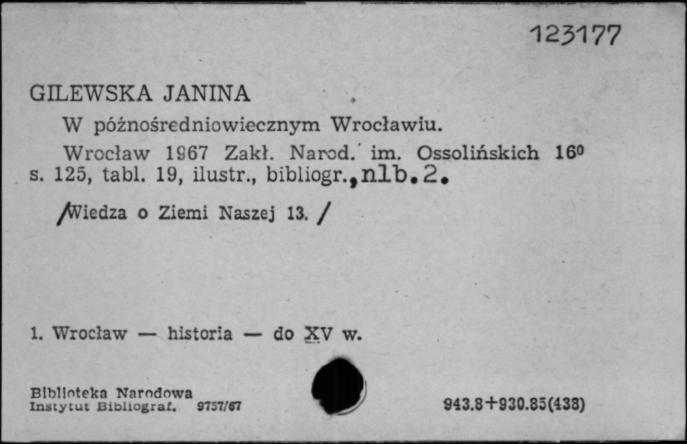 123177
GILEWSKA JANINA
W późnośredniowiecznym Wrocławiu.
Wrocław 1967 Zakł. Narod. im. Ossolińskich 16⁰
s. 125, tabl. 19, ilustr., bibliogr.,nlb.2.
/Wiedza o Ziemi Naszej 13. /
1. Wrocław — historia — do XV w.
Biblioteka Narodowa
Instytut Bibliograf. 9757/67
943.8+930.85(438)